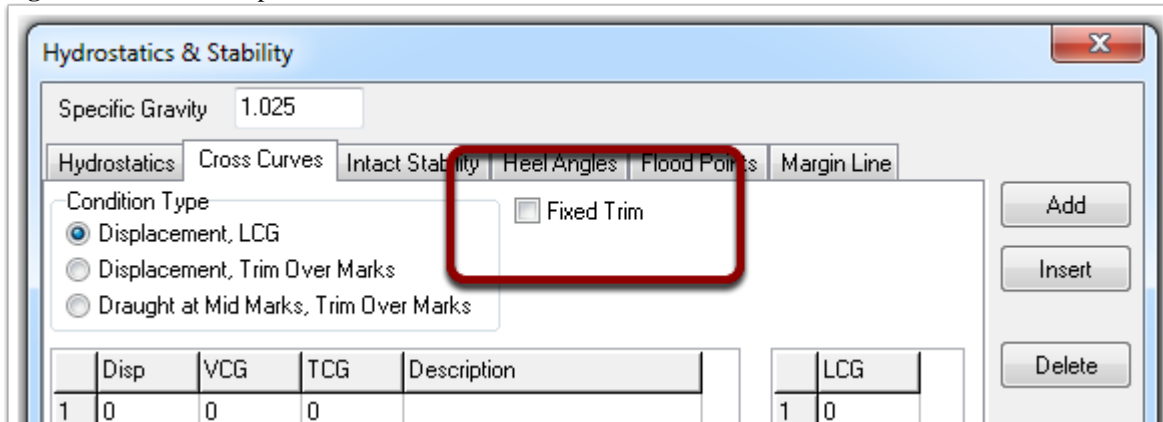 Hydrostatics & Stability
Specific Gravity 1.025
Hydrostatics Cross Curves Intact Stability Heel Angles Flood Points Margin Line
Condition Type
Displacement, LCG
Displacement, Trim Over Marks
Draught at Mid Marks, Trim Over Marks
Fixed Trim
Add
Insert
Delete
Disp VCG TCG Description
1 0 0 0
LCG
1 0